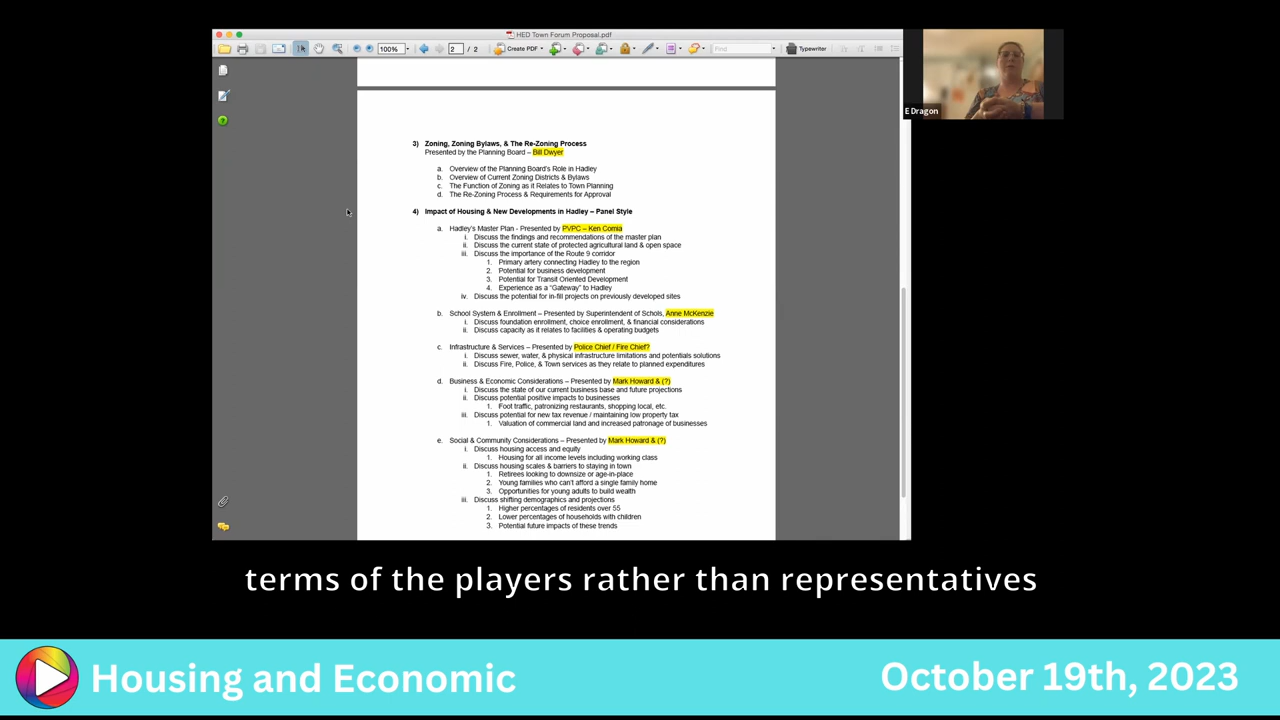 HED Town Forum Proposal.pdf
100%
2 / 2
Create PDF
Find
Typewriter
E Dragon
3) Zoning, Zoning Bylaws, & The Re-Zoning Process
Presented by the Planning Board – Bill Dwyer
a. Overview of the Planning Board's Role in Hadley
b. Overview of Current Zoning Districts & Bylaws
c. The Function of Zoning as it Relates to Town Planning
d. The Re-Zoning Process & Requirements for Approval
4) Impact of Housing & New Developments in Hadley – Panel Style
a. Hadley's Master Plan - Presented by PVPC – Ken Comia
i. Discuss the findings and recommendations of the master plan
ii. Discuss the current state of protected agricultural land & open space
iii. Discuss the importance of the Route 9 corridor
1. Primary artery connecting Hadley to the region
2. Potential for business development
3. Potential for Transit Oriented Development
4. Experience as a "Gateway" to Hadley
iv. Discuss the potential for in-fill projects on previously developed sites
b. School System & Enrollment – Presented by Superintendent of Schols, Anne McKenzie
i. Discuss foundation enrollment, choice enrollment, & financial considerations
ii. Discuss capacity as it relates to facilities & operating budgets
c. Infrastructure & Services – Presented by Police Chief / Fire Chief?
i. Discuss sewer, water, & physical infrastructure limitations and potentials solutions
ii. Discuss Fire, Police, & Town services as they relate to planned expenditures
d. Business & Economic Considerations – Presented by Mark Howard & (?)
i. Discuss the state of our current business base and future projections
ii. Discuss potential positive impacts to businesses
1. Foot traffic, patronizing restaurants, shopping local, etc.
iii. Discuss potential for new tax revenue / maintaining low property tax
1. Valuation of commercial land and increased patronage of businesses
e. Social & Community Considerations – Presented by Mark Howard & (?)
i. Discuss housing access and equity
1. Housing for all income levels including working class
ii. Discuss housing scales & barriers to staying in town
1. Retirees looking to downsize or age-in-place
2. Young families who can't afford a single family home
3. Opportunities for young adults to build wealth
iii. Discuss shifting demographics and projections
1. Higher percentages of residents over 55
2. Lower percentages of households with children
3. Potential future impacts of these trends
terms of the players rather than representatives
Housing and Economic
October 19th, 2023